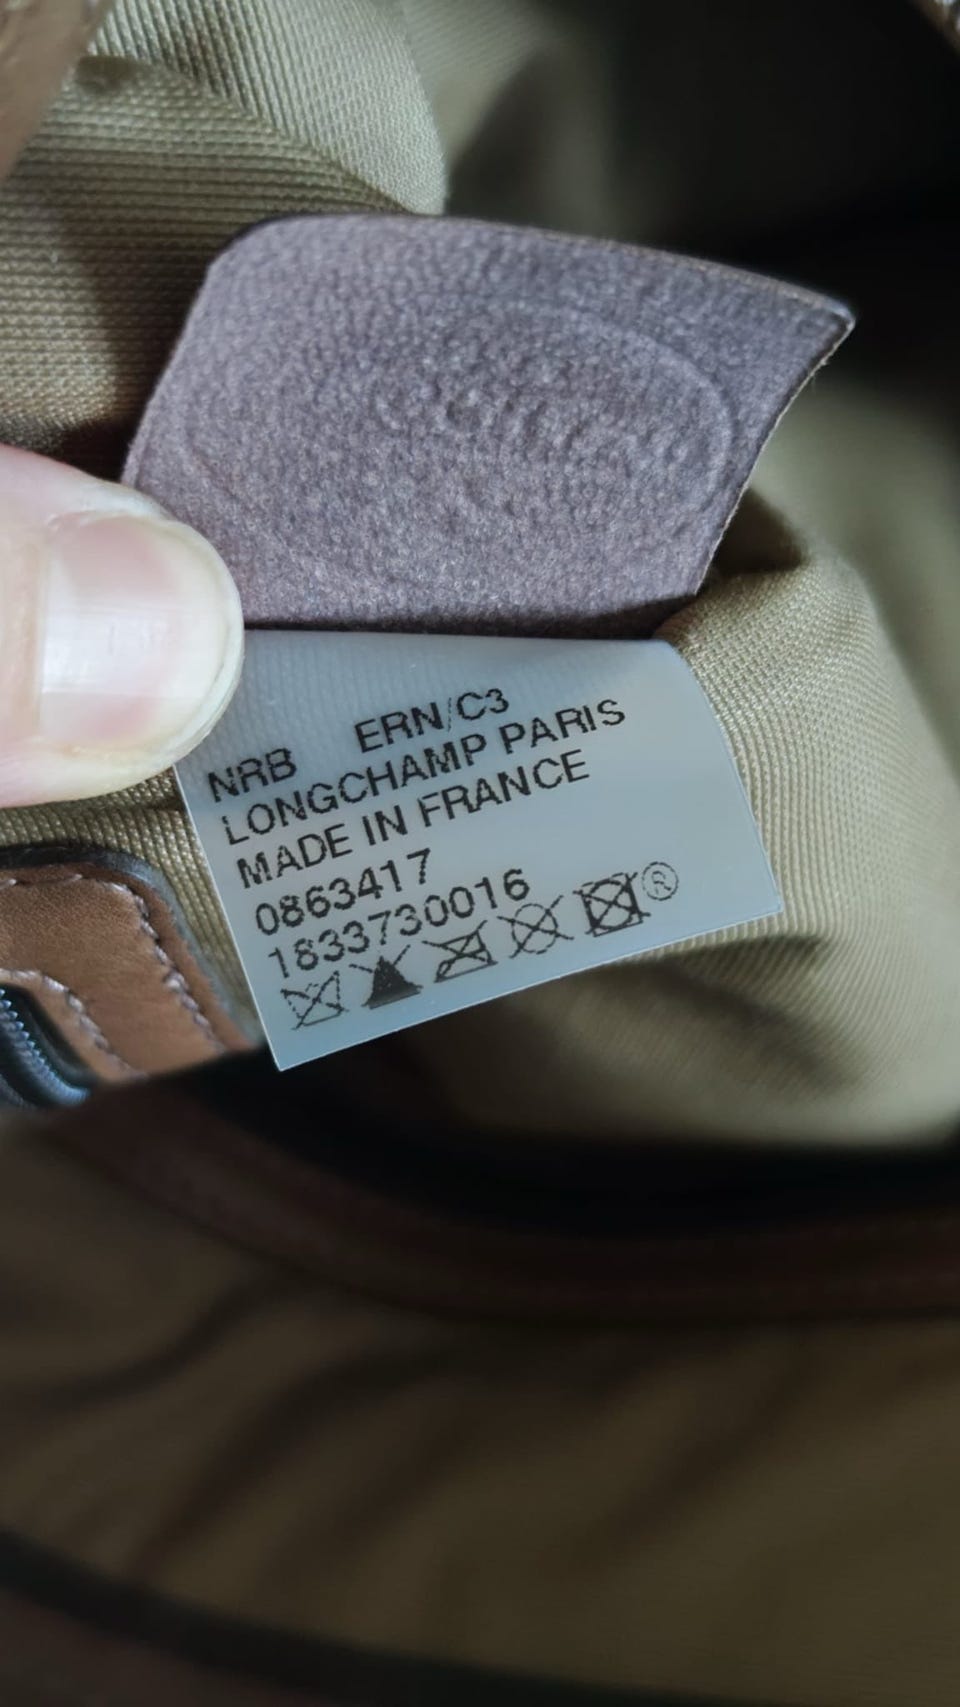 NRB ERN/C3
LONGCHAMP PARIS
MADE IN FRANCE
0863417
1833730016
®